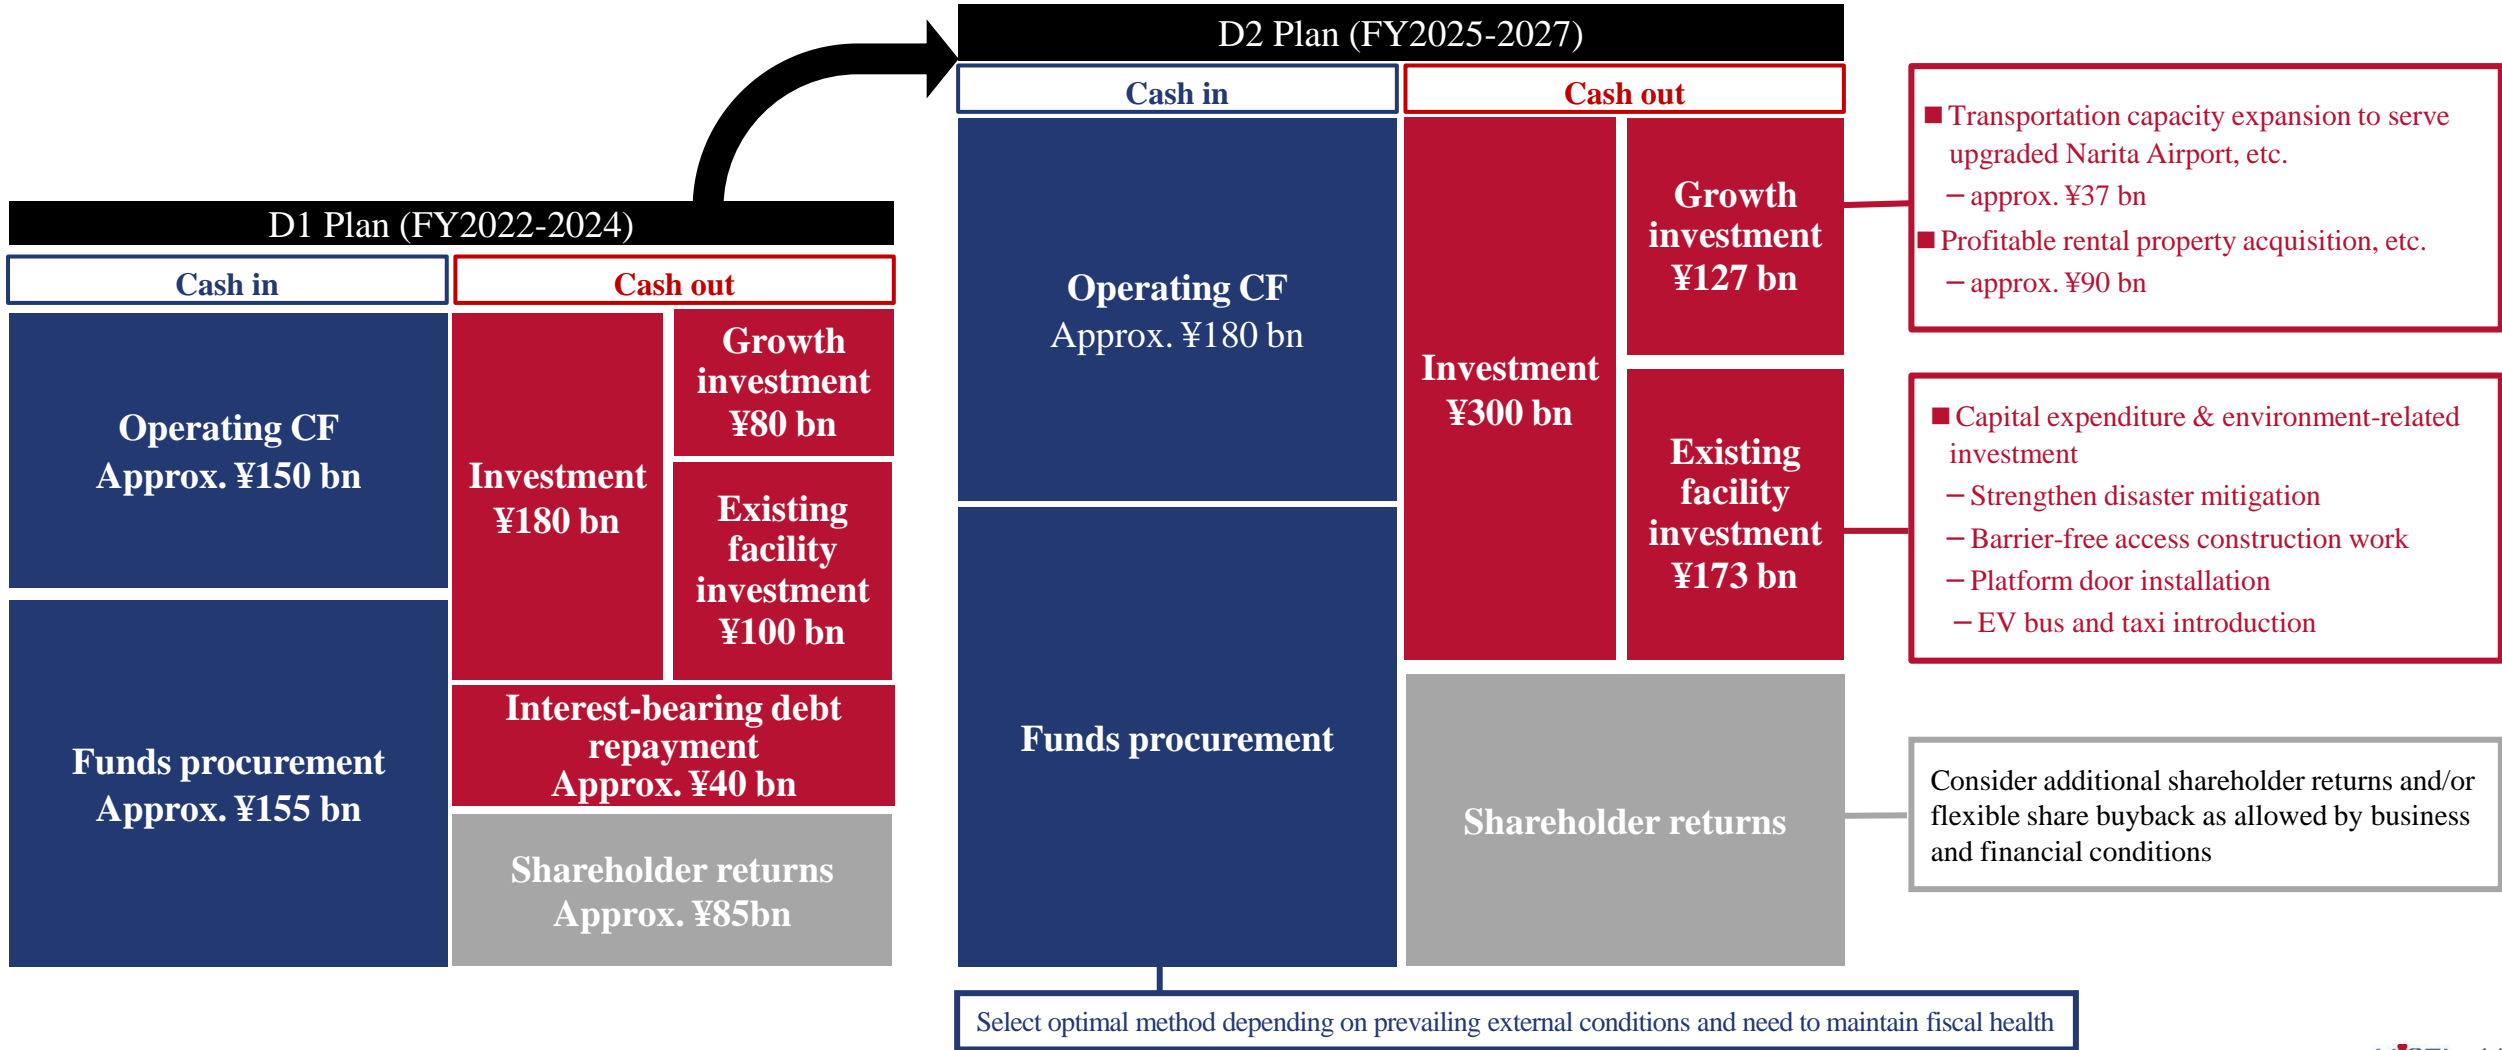 D1 Plan (FY2022-2024)
Cash in
Cash out
Operating CF
Approx. ¥150 bn
Funds procurement
Approx. ¥155 bn
Investment
¥180 bn
Growth
investment
¥80 bn
Existing
facility
investment
¥100 bn
Interest-bearing debt
repayment
Approx. ¥40 bn
Shareholder returns
Approx. ¥85bn
D2 Plan (FY2025-2027)
Cash in
Cash out
Operating CF
Approx. ¥180 bn
Funds procurement
Investment
¥300 bn
Growth
investment
¥127 bn
Existing
facility
investment
¥173 bn
Shareholder returns
■ Transportation capacity expansion to serve
upgraded Narita Airport, etc.
– approx. ¥37 bn
■ Profitable rental property acquisition, etc.
– approx. ¥90 bn
■ Capital expenditure & environment-related
investment
– Strengthen disaster mitigation
– Barrier-free access construction work
– Platform door installation
– EV bus and taxi introduction
Consider additional shareholder returns and/or
flexible share buyback as allowed by business
and financial conditions
Select optimal method depending on prevailing external conditions and need to maintain fiscal health